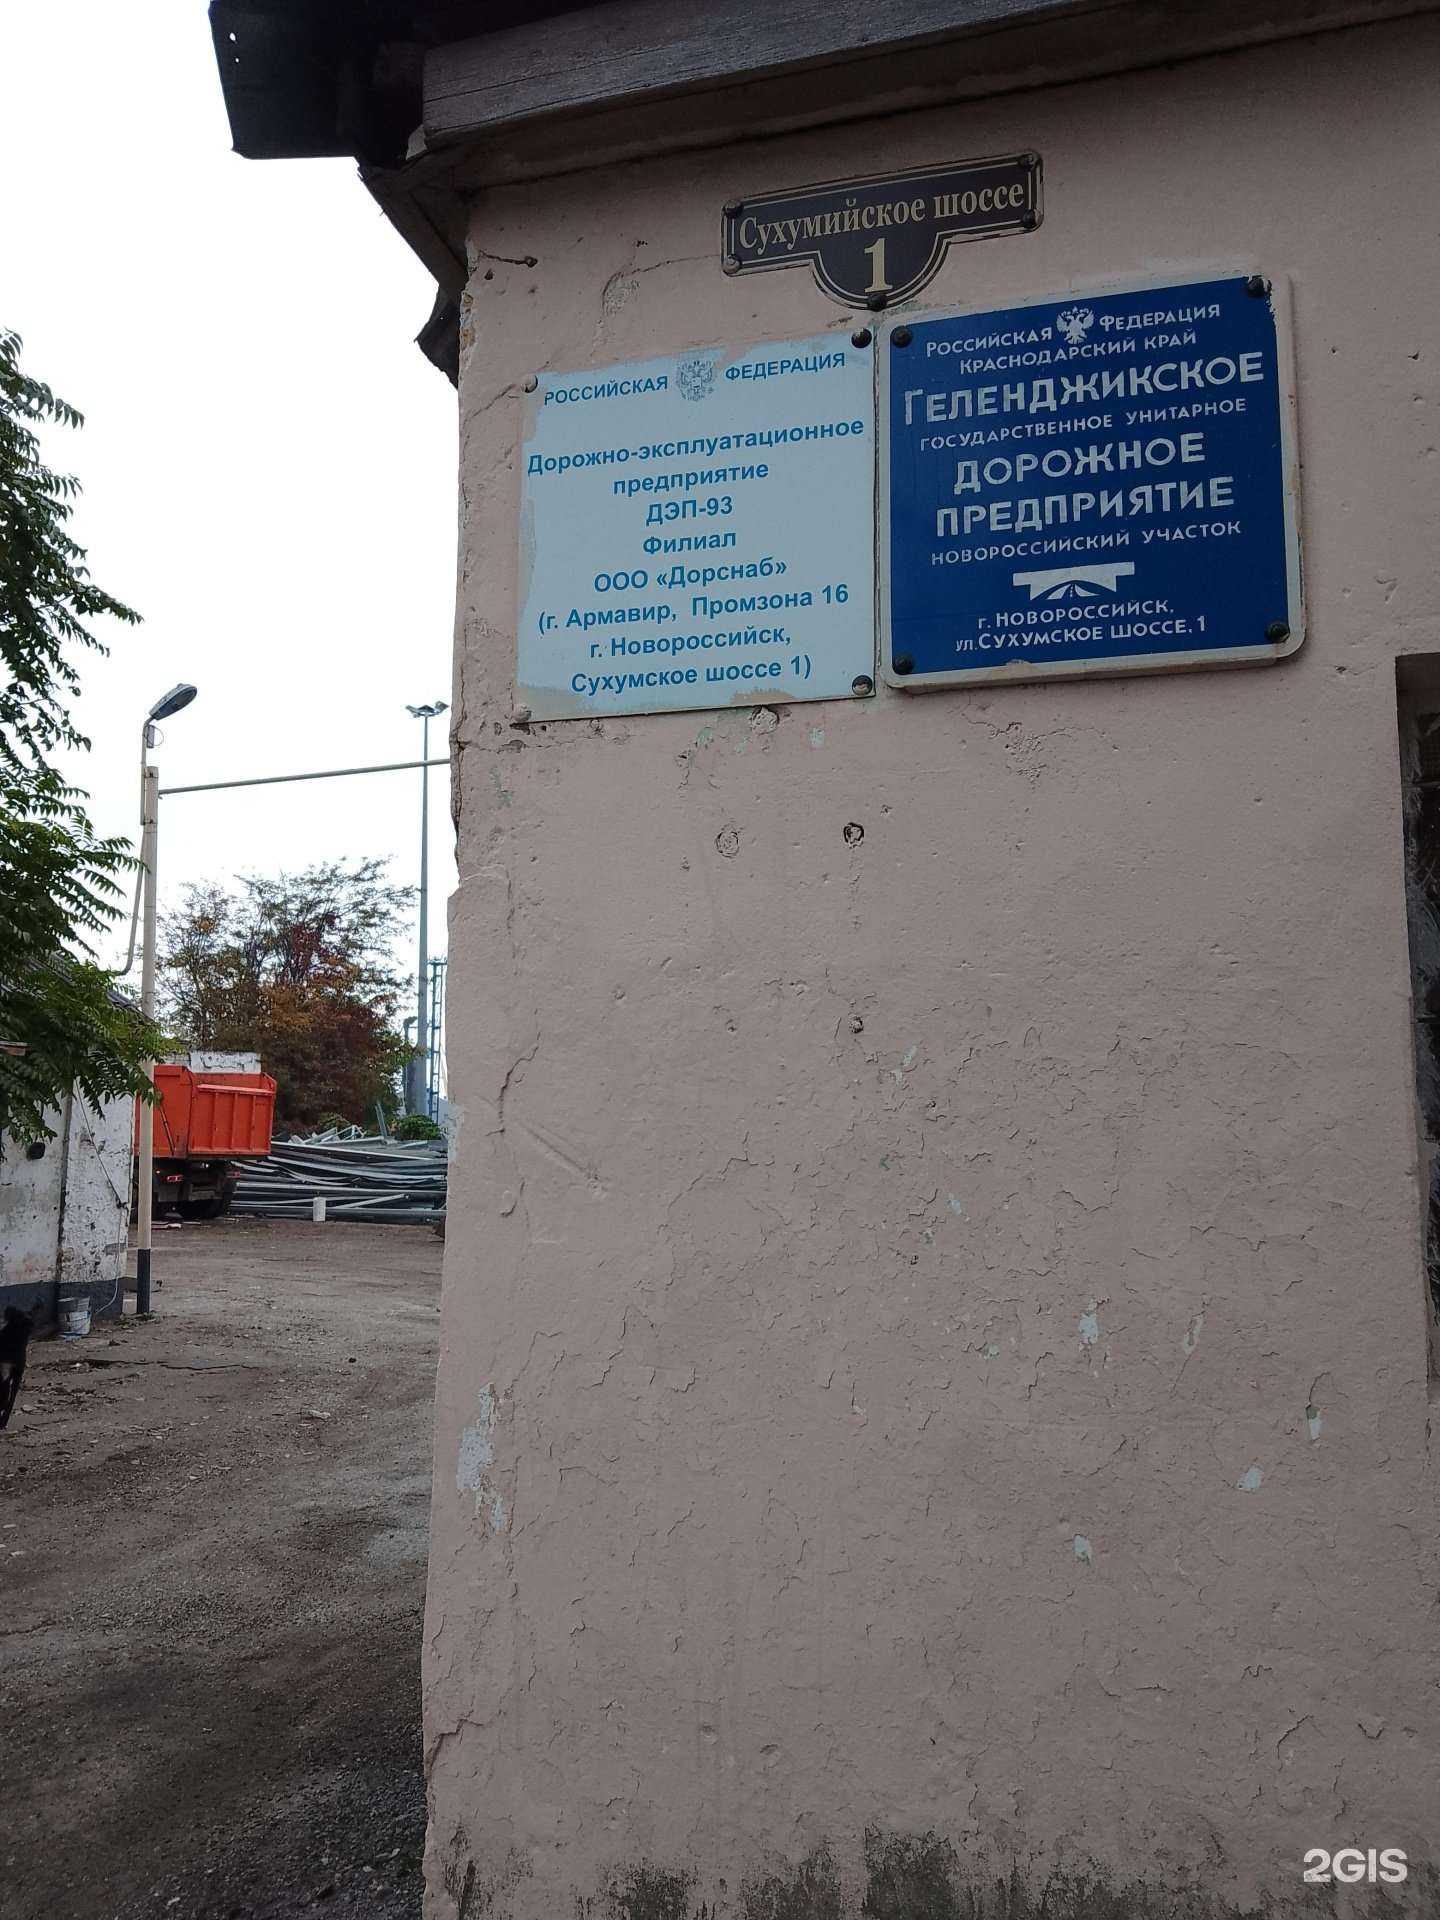 Сухумийское шоссе
1
РОССИЙСКАЯ ФЕДЕРАЦИЯ
Дорожно-эксплуатационное
предприятие
ДЭП-93
Филиал
ООО «Дорснаб»
(г. Армавир, Промзона 16
г. Новороссийск,
Сухумское шоссе 1)
РОССИЙСКАЯ ФЕДЕРАЦИЯ
КРАСНОДАРСКИЙ КРАЙ
ГЕЛЕНДЖИКСКОЕ
ГОСУДАРСТВЕННОЕ УНИТАРНОЕ
ДОРОЖНОЕ
ПРЕДПРИЯТИЕ
НОВОРОССИЙСКИЙ УЧАСТОК
г. НОВОРОССИЙСК,
ул. СУХУМСКОЕ ШОССЕ, 1
2GIS